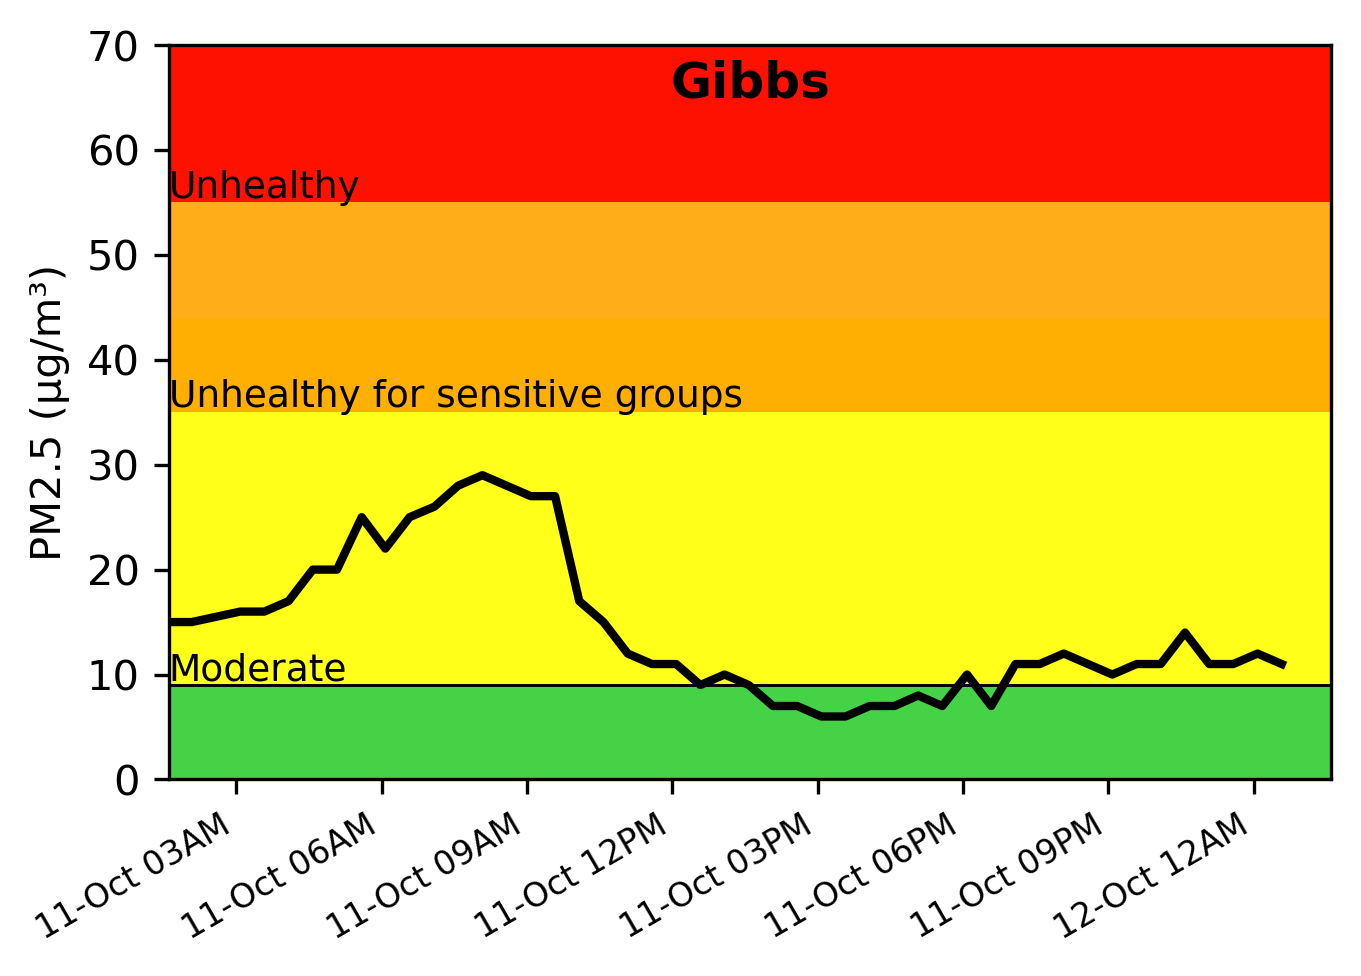 Gibbs
PM2.5 (µg/m³)
70
60
Unhealthy
50
40
Unhealthy for sensitive groups
30
20
10
Moderate
0
11-Oct 03AM
11-Oct 06AM
11-Oct 09AM
11-Oct 12PM
11-Oct 03PM
11-Oct 06PM
11-Oct 09PM
12-Oct 12AM